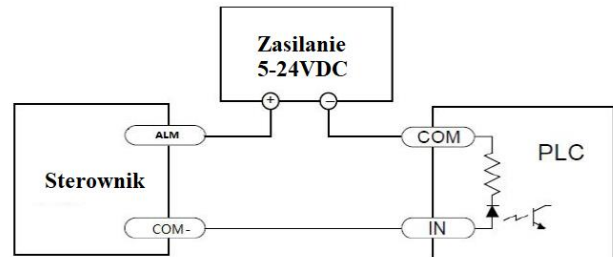 Zasilanie
5-24VDC
+ −
ALM
COM
PLC
Sterownik
COM-
IN